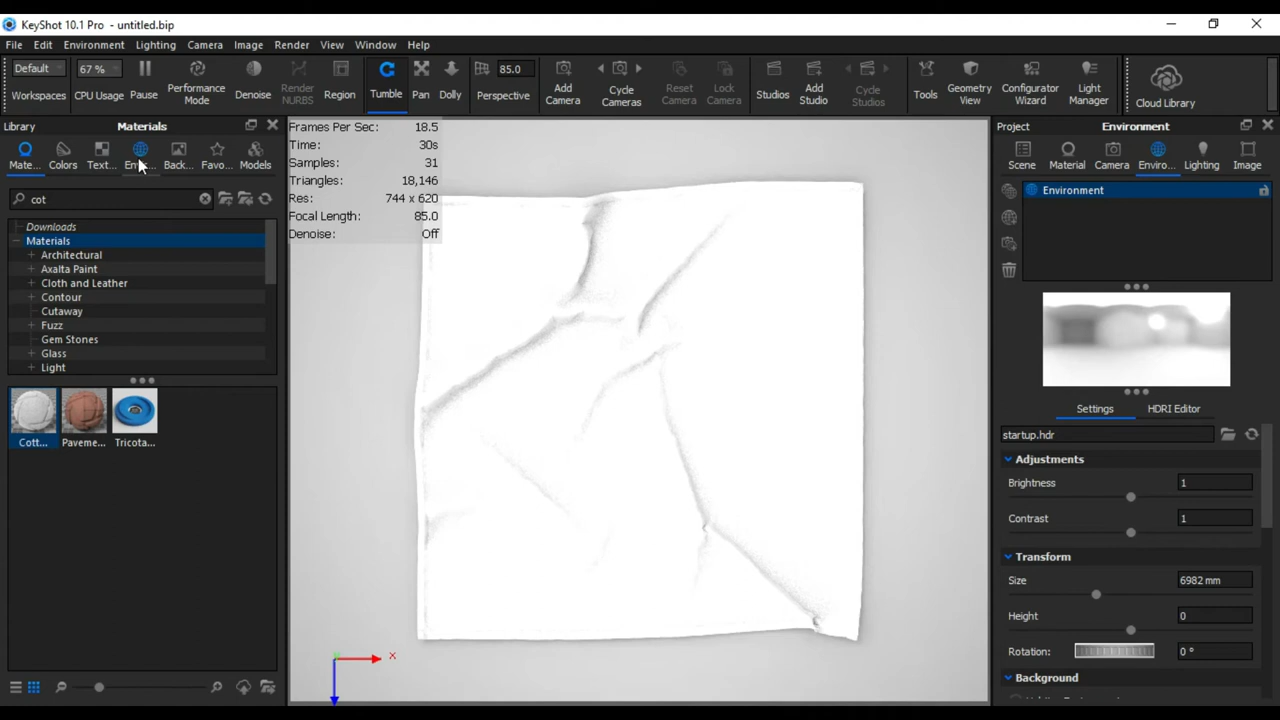 KeyShot 10.1 Pro - untitled.bip
File Edit Environment Lighting Camera Image Render View Window Help
Default 67 % 85.0
Workspaces CPU Usage Pause Performance Mode Denoise Render NURBS Region Tumble Pan Dolly Perspective Add Camera Cycle Cameras Reset Camera Lock Camera Studios Add Studio Cycle Studios Tools Geometry View Configurator Wizard Light Manager Cloud Library
Library Materials
Mate... Colors Text... Env... Back... Favo... Models
cot
Downloads
Materials
Architectural
Axalta Paint
Cloth and Leather
Contour
Cutaway
Fuzz
Gem Stones
Glass
Light
Cott... Paveme... Tricota...
Frames Per Sec: 18.5
Time: 30s
Samples: 31
Triangles: 18,146
Res: 744 x 620
Focal Length: 85.0
Denoise: Off
X
Project Environment
Scene Material Camera Enviro... Lighting Image
Environment
Settings HDRI Editor
startup.hdr
Adjustments
Brightness 1
Contrast 1
Transform
Size 6982 mm
Height 0
Rotation: 0 °
Background